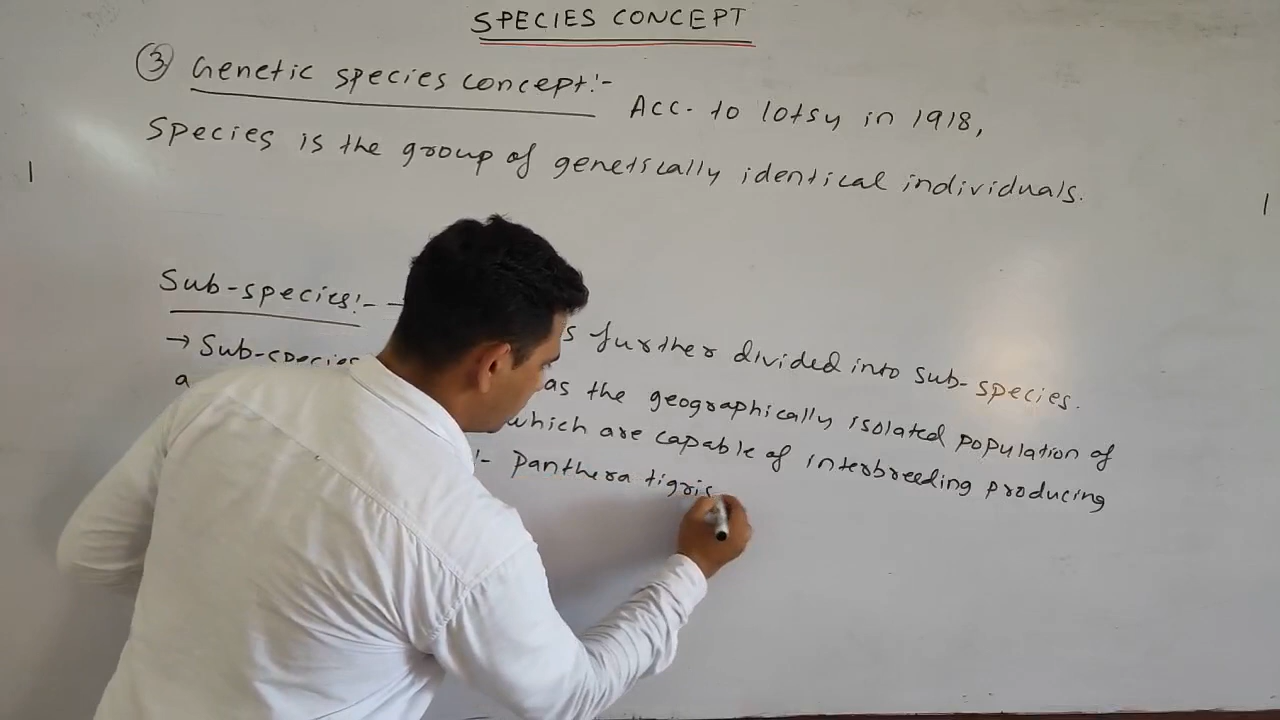 SPECIES CONCEPT
③ Genetic species concept:- Acc. to lotsy in 1918,
Species is the group of genetically identical individuals.
Sub-species:- → s further divided into sub-species.
→ Sub-species as the geographically isolated population of
a which are capable of interbreeding producing
:- Panthera tigris